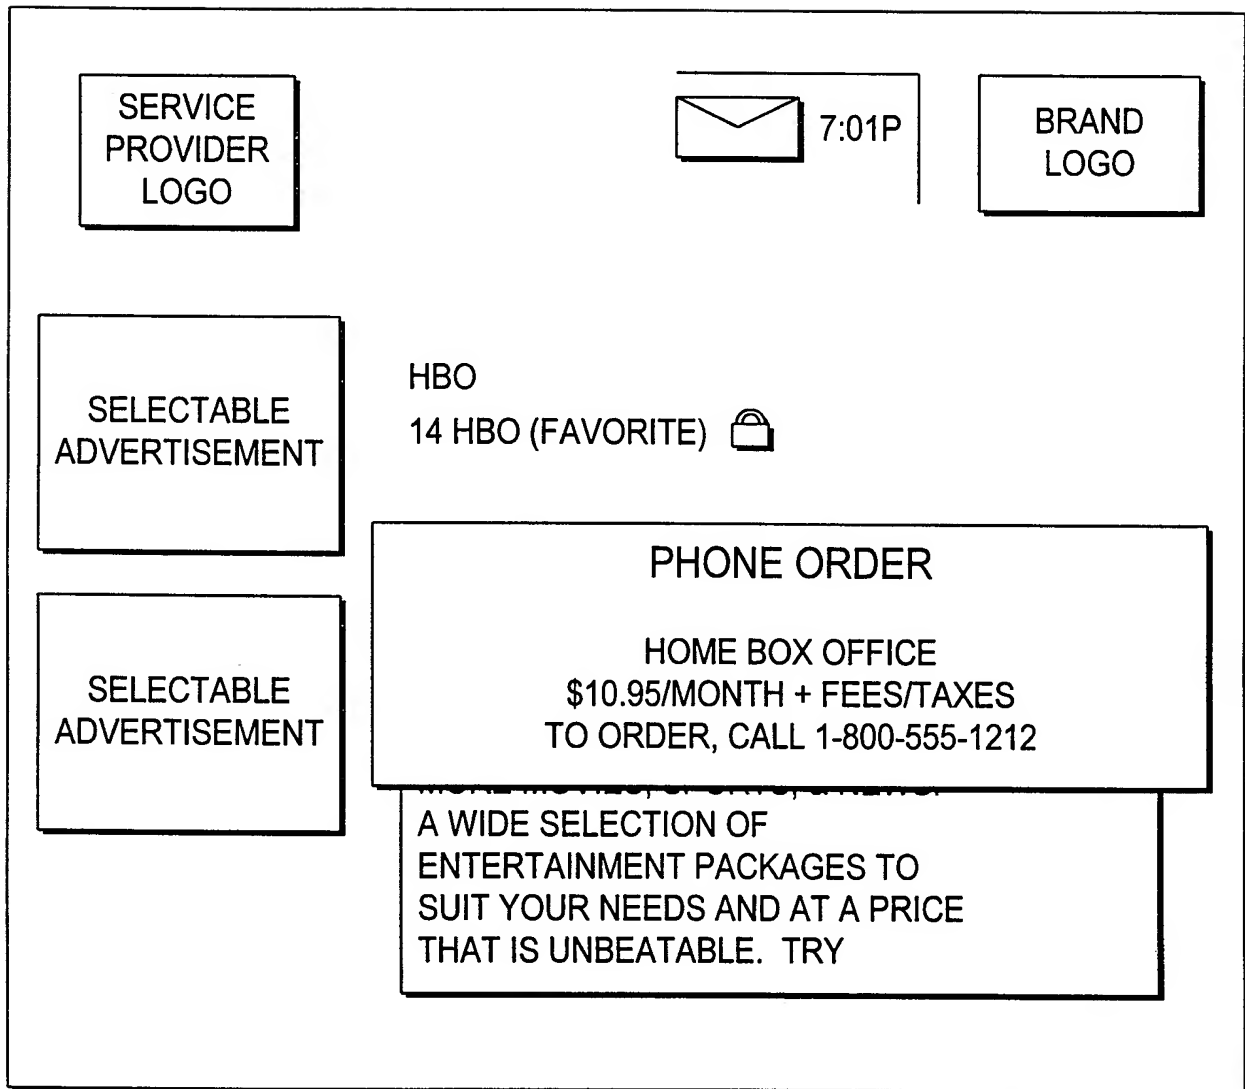 SERVICE
PROVIDER
LOGO
7:01P
BRAND
LOGO
SELECTABLE
ADVERTISEMENT
HBO
14 HBO (FAVORITE)
PHONE ORDER
HOME BOX OFFICE
$10.95/MONTH + FEES/TAXES
TO ORDER, CALL 1-800-555-1212
SELECTABLE
ADVERTISEMENT
A WIDE SELECTION OF
ENTERTAINMENT PACKAGES TO
SUIT YOUR NEEDS AND AT A PRICE
THAT IS UNBEATABLE. TRY